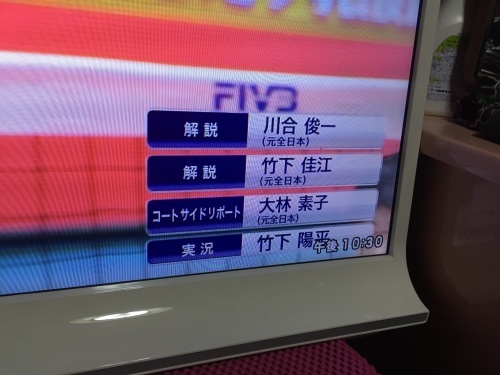 FIVB
解説 川合 俊一
(元全日本)
解説 竹下 佳江
(元全日本)
コートサイドリポート 大林 素子
(元全日本)
実況 竹下 陽平
午後10:30